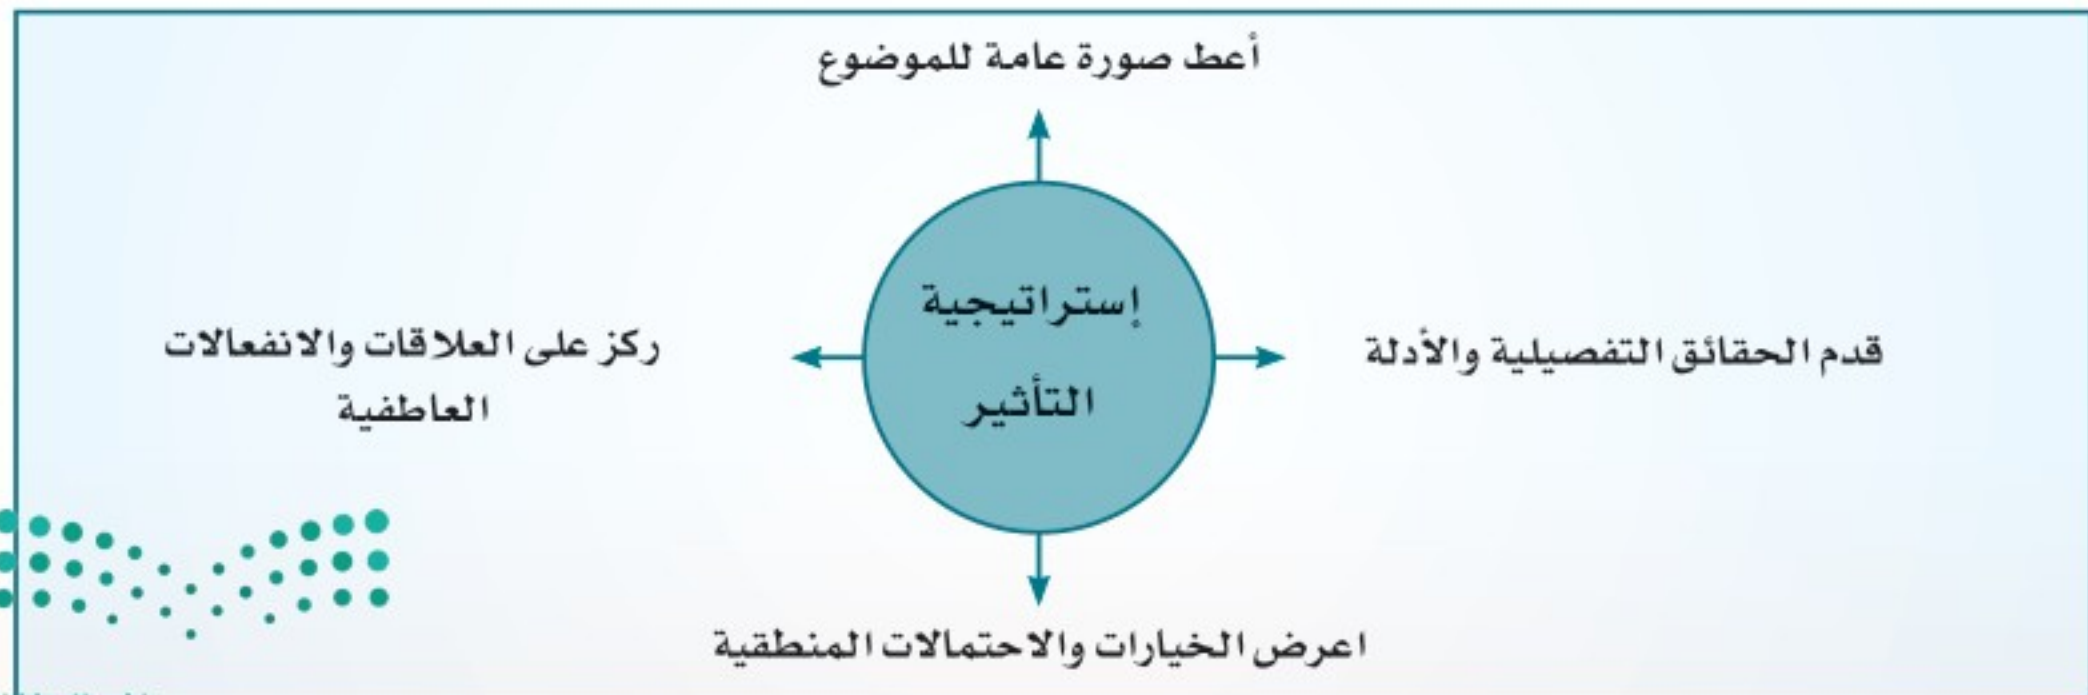 أعط صورة عامة للموضوع
إستراتيجية
التأثير
قدم الحقائق التفصيلية والأدلة
ركز على العلاقات والانفعالات
العاطفية
اعرض الخيارات والاحتمالات المنطقية